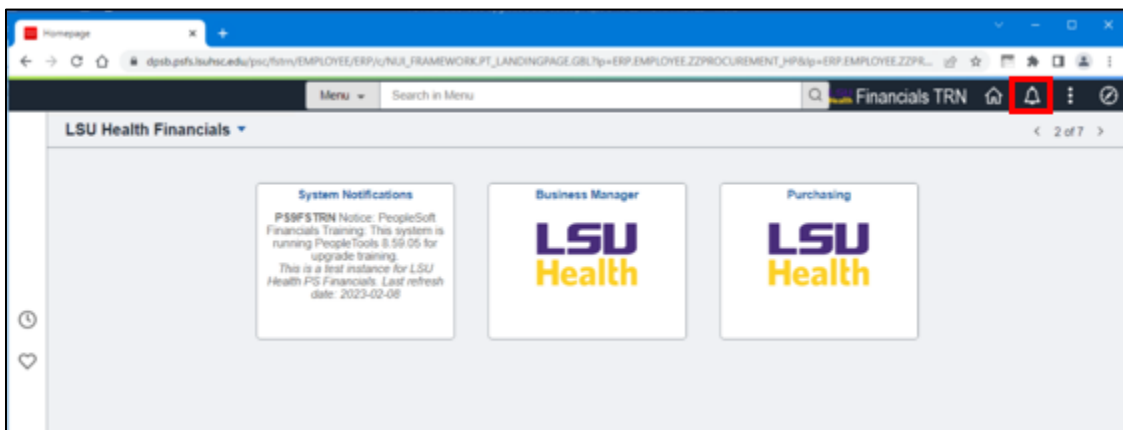 Homepage
dpsb.psfs.lsuhsc.edu/psc/fstrn/EMPLOYEE/ERP/c/NUI_FRAMEWORK.PT_LANDINGPAGE.GBL?lp=ERP.EMPLOYEE.ZZPROCUREMENT_HP&lp=ERP.EMPLOYEE.ZZPR...
Menu Search in Menu Financials TRN
LSU Health Financials 2 of 7
System Notifications
PS9FSTRN Notice: PeopleSoft
Financials Training: This system is
running PeopleTools 8.59.05 for
upgrade training.
This is a test instance for LSU
Health PS Financials. Last refresh
date: 2023-02-08
Business Manager
LSU
Health
Purchasing
LSU
Health